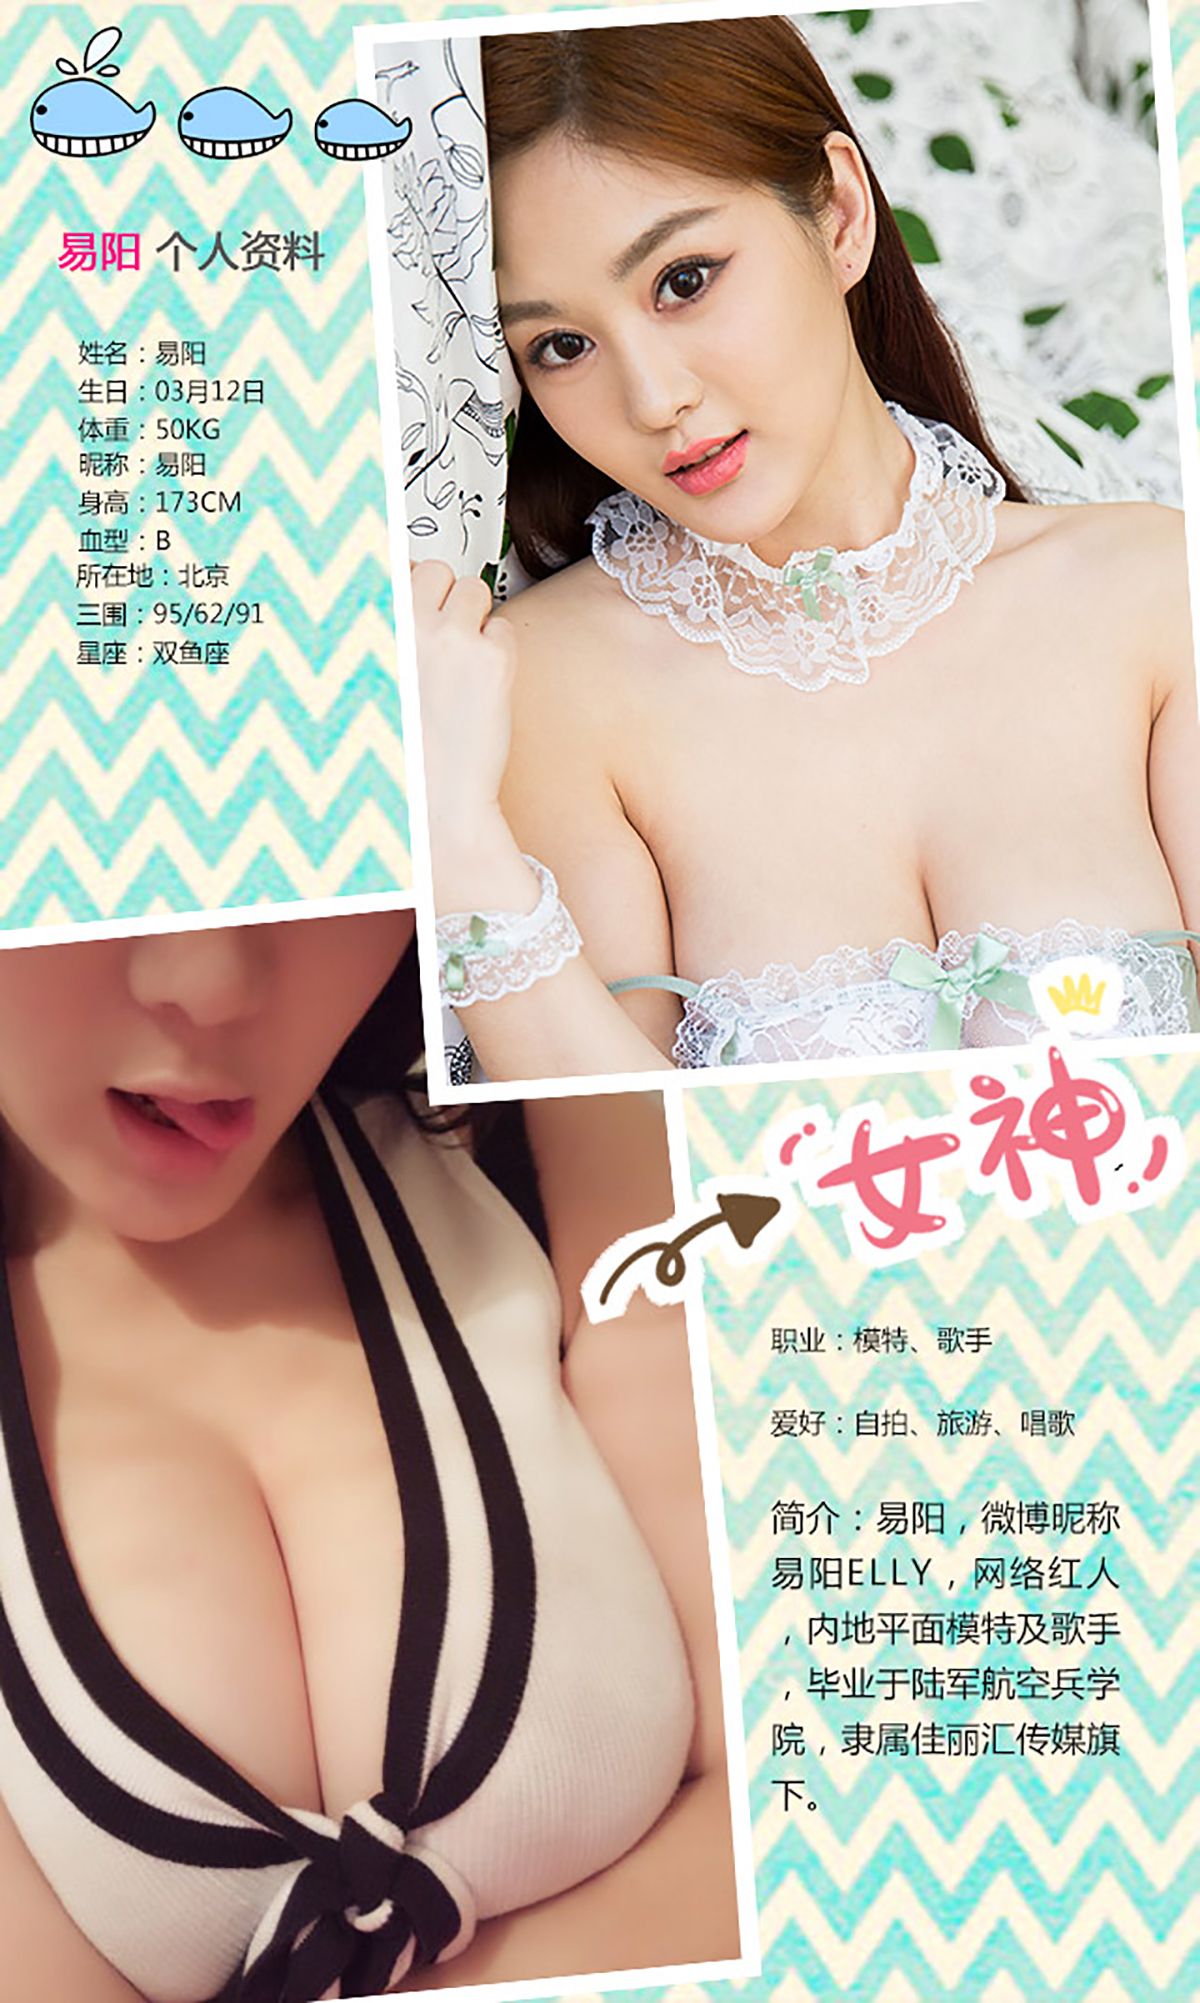 易阳 个人资料
姓名：易阳
生日：03月12日
体重：50KG
昵称：易阳
身高：173CM
血型：B
所在地：北京
三围：95/62/91
星座：双鱼座
女神
职业：模特、歌手
爱好：自拍、旅游、唱歌
简介：易阳，微博昵称
易阳ELLY，网络红人
，内地平面模特及歌手
，毕业于陆军航空兵学
院，隶属佳丽汇传媒旗
下。